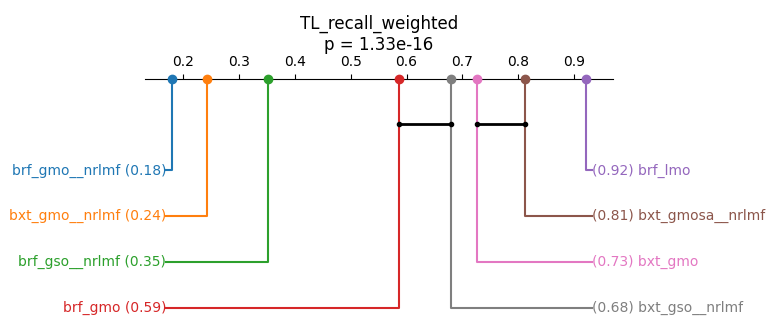 TL_recall_weighted
p = 1.33e-16
0.2 0.3 0.4 0.5 0.6 0.7 0.8 0.9
brf_gmo__nrlmf (0.18) (0.92) brf_lmo
bxt_gmo__nrlmf (0.24) (0.81) bxt_gmosa__nrlmf
brf_gso__nrlmf (0.35) (0.73) bxt_gmo
brf_gmo (0.59) (0.68) bxt_gso__nrlmf